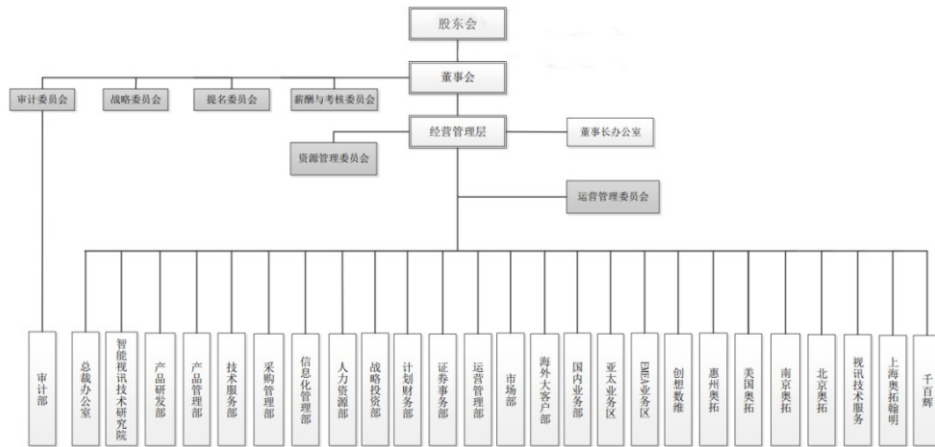 股东会
董事会
审计委员会
战略委员会
提名委员会
薪酬与考核委员会
经营管理层
董事长办公室
资源管理委员会
运营管理委员会
审计部
总裁办公室
智能视讯技术研究院
产品研发部
产品管理部
技术服务部
采购管理部
信息化管理部
人力资源部
战略投资部
计划财务部
证券事务部
运营管理部
市场部
海外大客户部
国内业务部
亚太业务区
EMEA业务区
创想数维
惠州奥拓
美国奥拓
南京奥拓
北京奥拓
视讯技术服务
上海奥拓翰明
千百辉